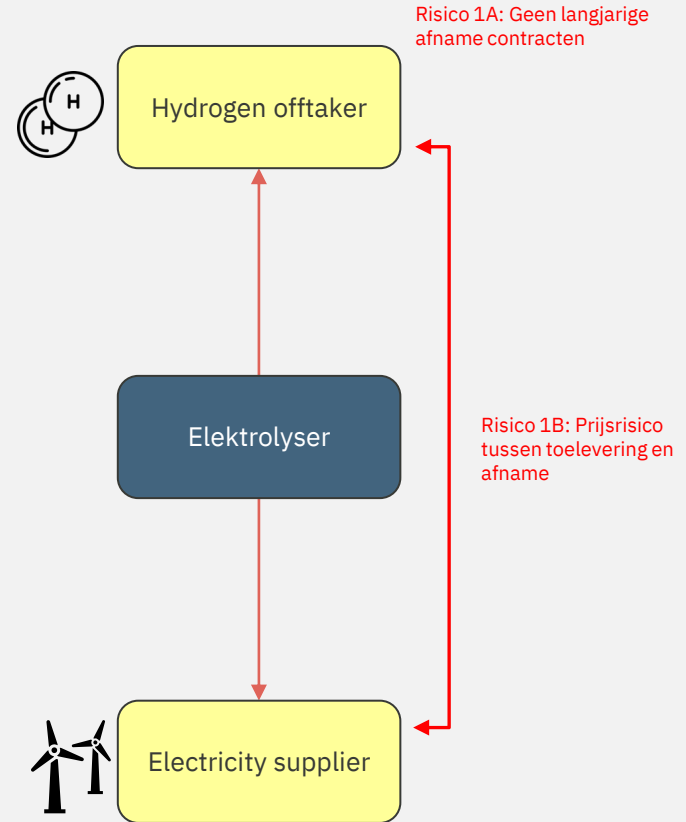 Risico 1A: Geen langjarige
afname contracten
Hydrogen offtaker
H
H
Elektrolyser
Risico 1B: Prijsrisico
tussen toelevering en
afname
Electricity supplier